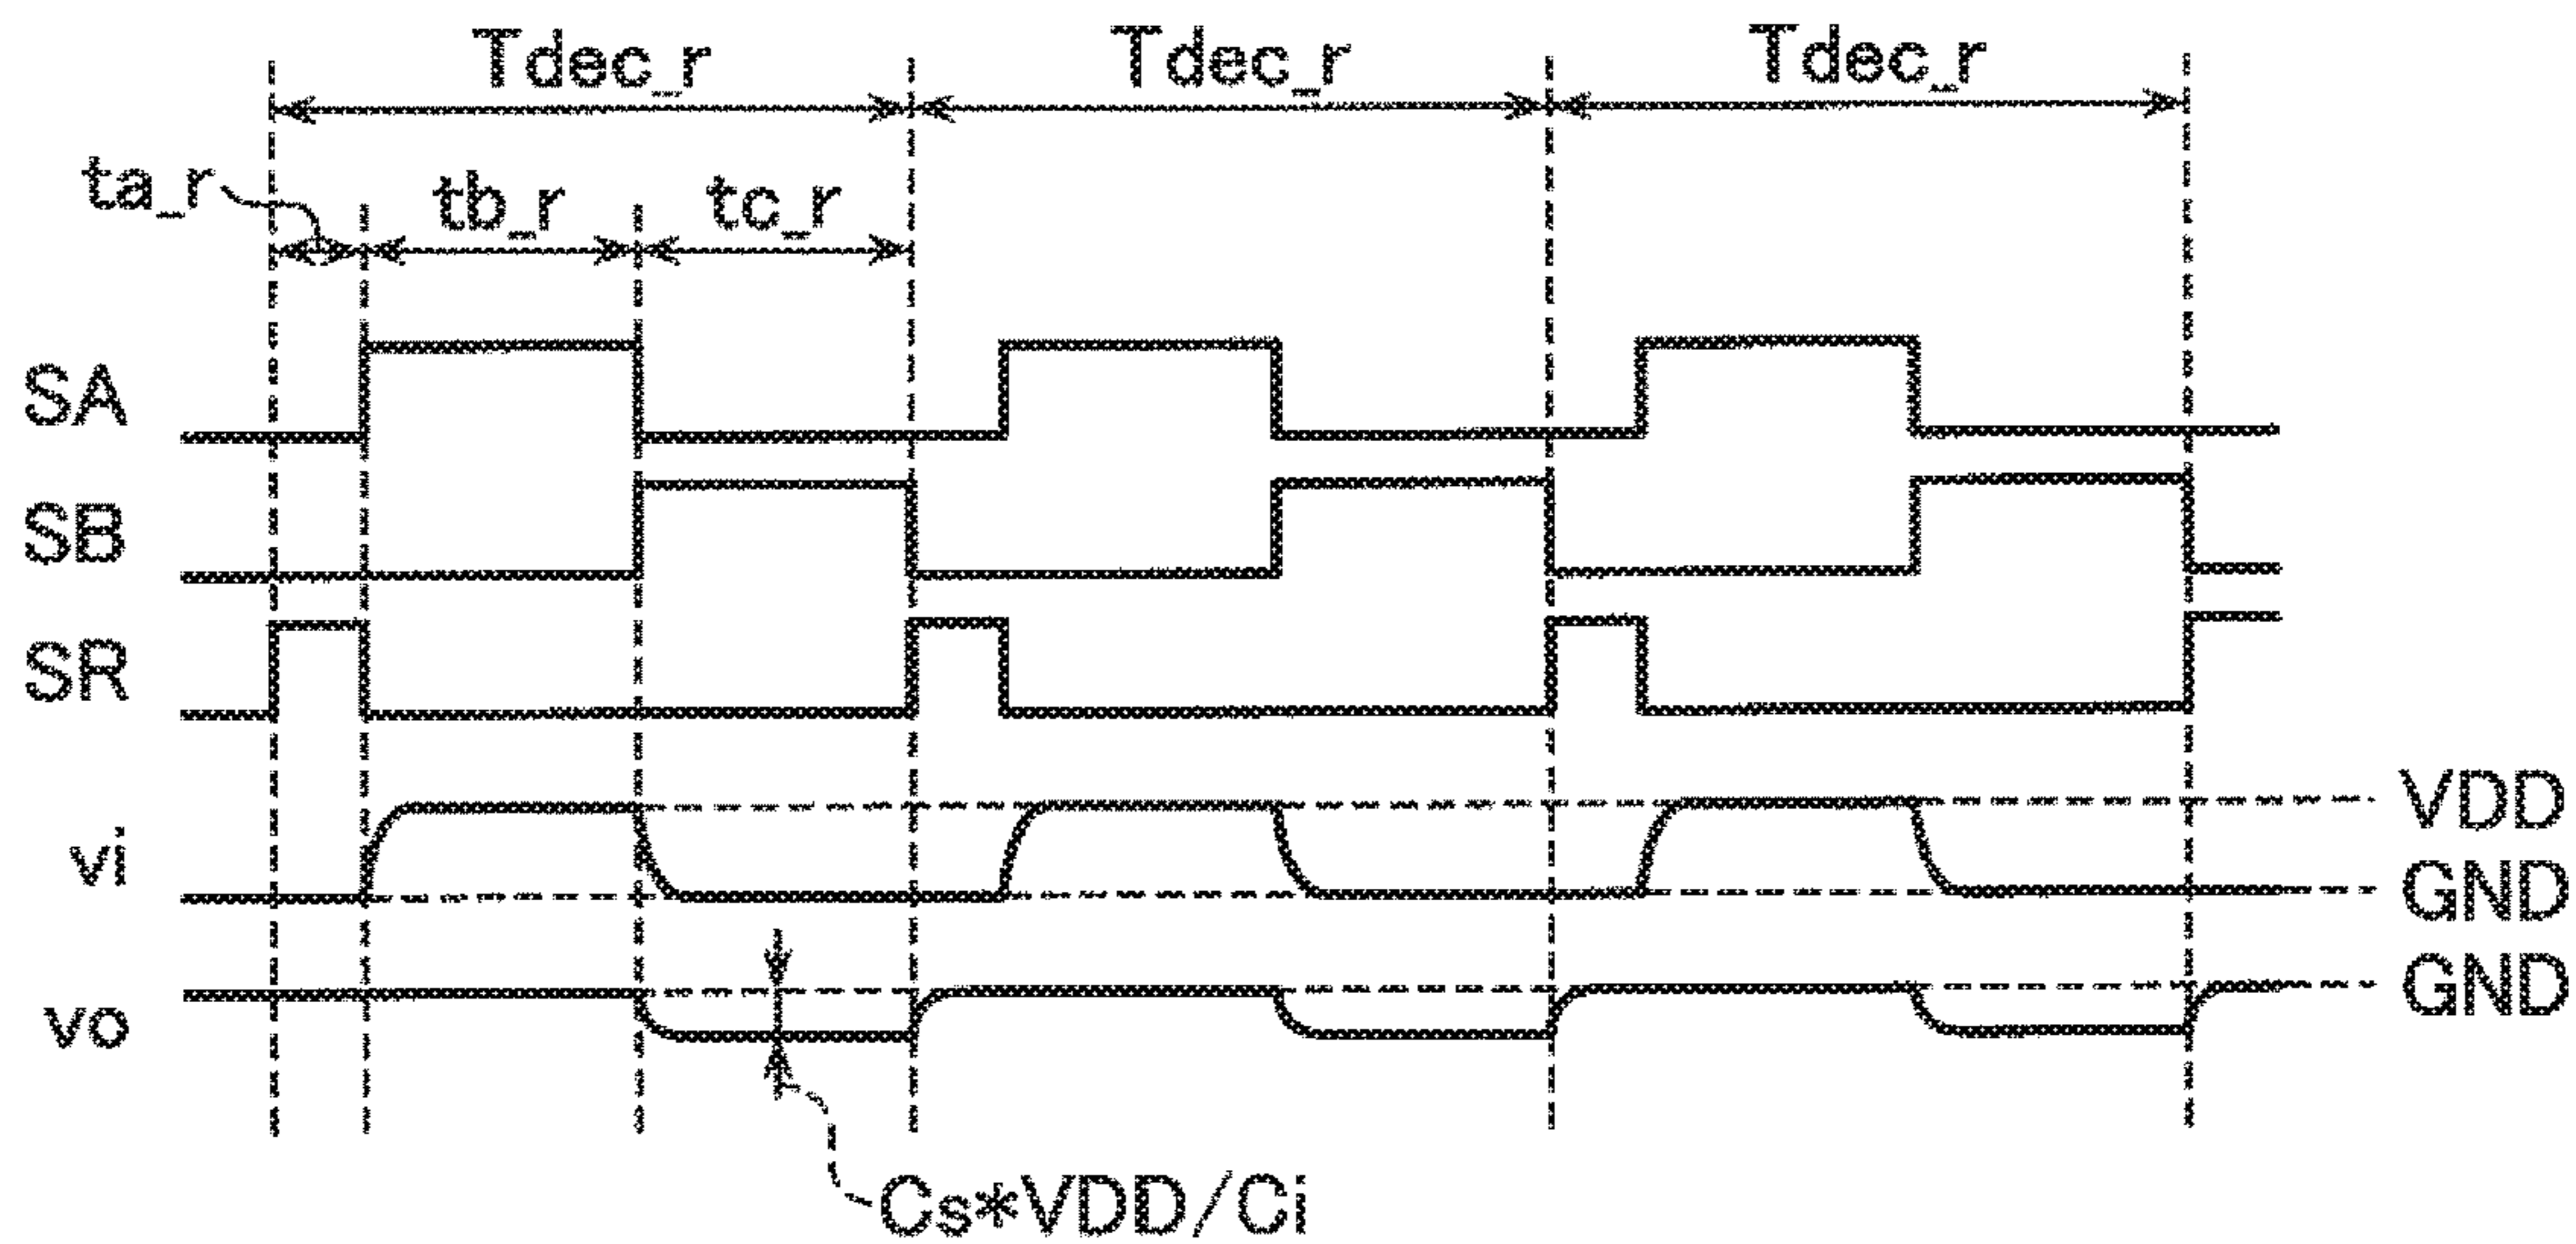 Tdec_r Tdec_r Tdec_r
ta_r tb_r tc_r
SA
SB
SR
vi
VDD
GND
vo
GND
Cs*VDD/Ci